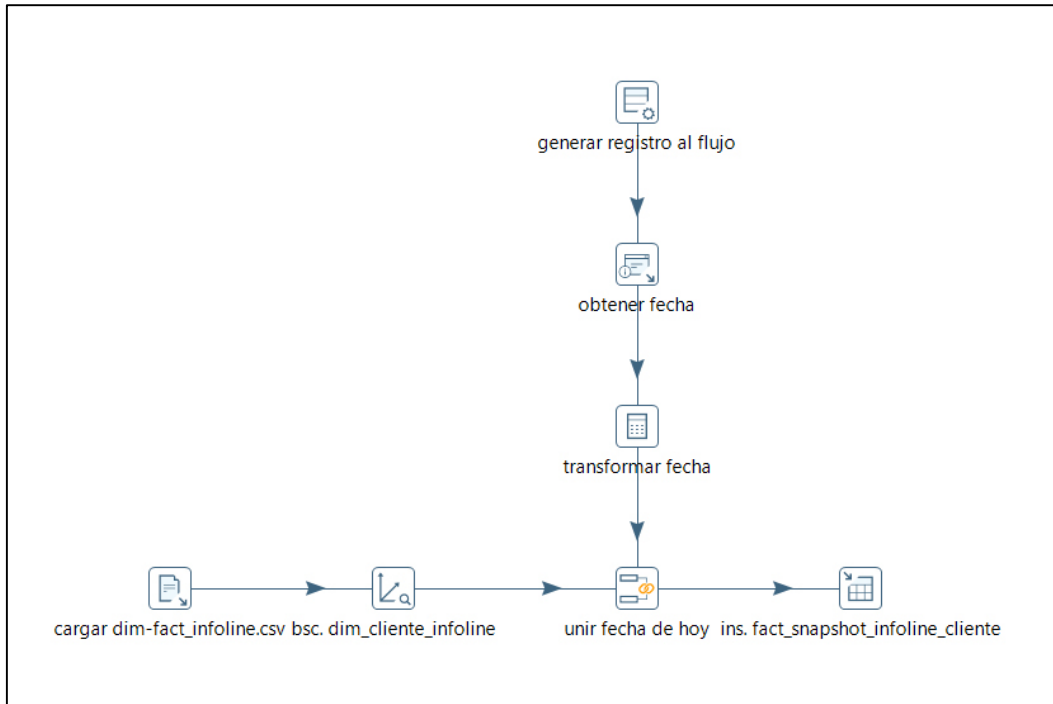 generar registro al flujo
obtener fecha
transformar fecha
cargar dim-fact_infoline.csv bsc. dim_cliente_infoline unir fecha de hoy ins. fact_snapshot_infoline_cliente